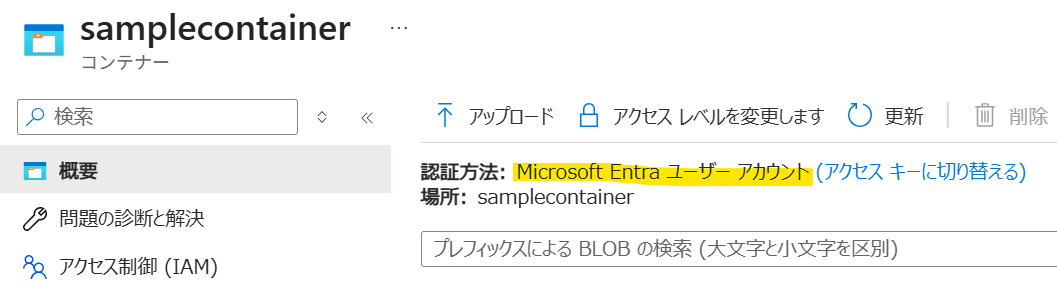 samplecontainer ...
コンテナー
検索
アップロード アクセス レベルを変更します 更新 削除
概要
認証方法: Microsoft Entra ユーザー アカウント (アクセス キーに切り替える)
場所: samplecontainer
問題の診断と解決
プレフィックスによる BLOB の検索 (大文字と小文字を区別)
アクセス制御 (IAM)